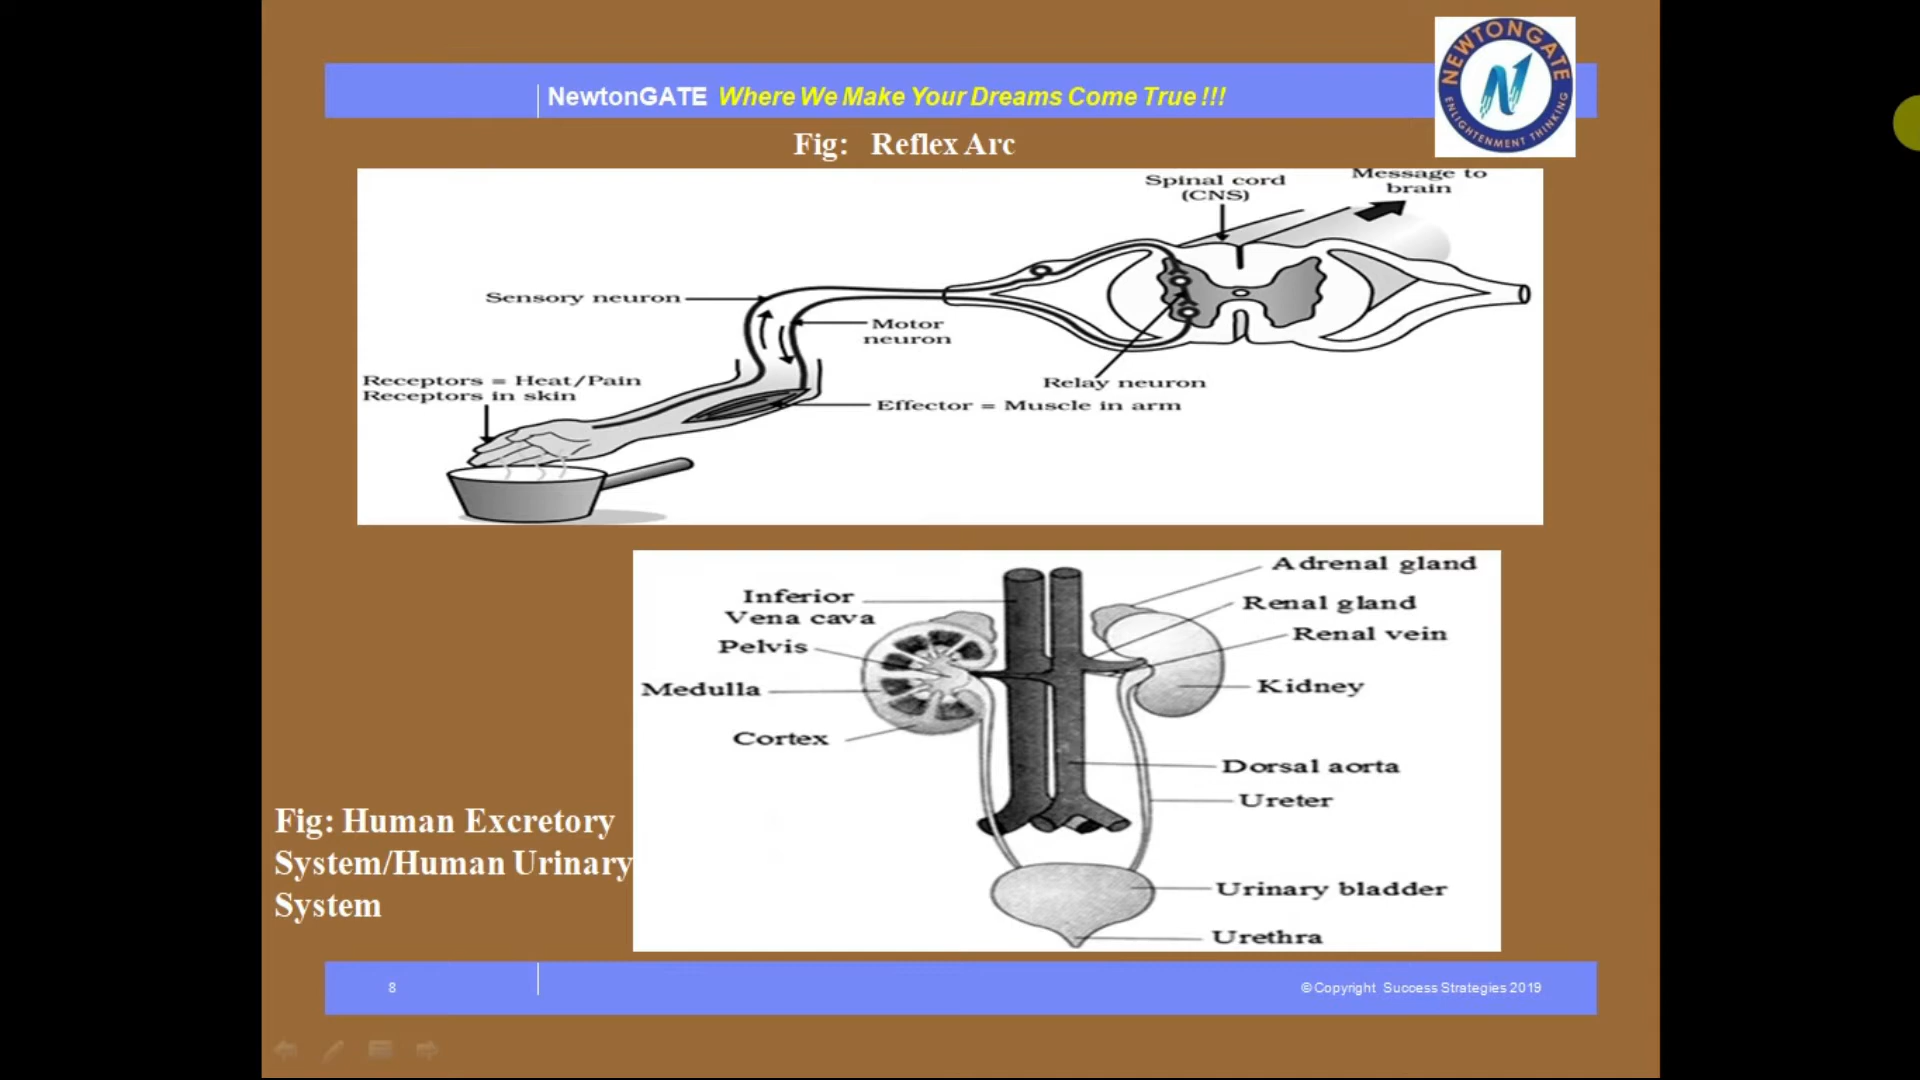 NEWTONGATE
ENLIGHTENMENT THINKING
NewtonGATE Where We Make Your Dreams Come True !!!
Fig: Reflex Arc
Spinal cord
(CNS)
Message to
brain
Sensory neuron
Motor
neuron
Receptors = Heat/Pain
Receptors in skin
Relay neuron
Effector = Muscle in arm
Inferior
Vena cava
Pelvis
Medulla
Cortex
Adrenal gland
Renal gland
Renal vein
Kidney
Dorsal aorta
Ureter
Urinary bladder
Urethra
Fig: Human Excretory
System/Human Urinary
System
8
© Copyright Success Strategies 2019